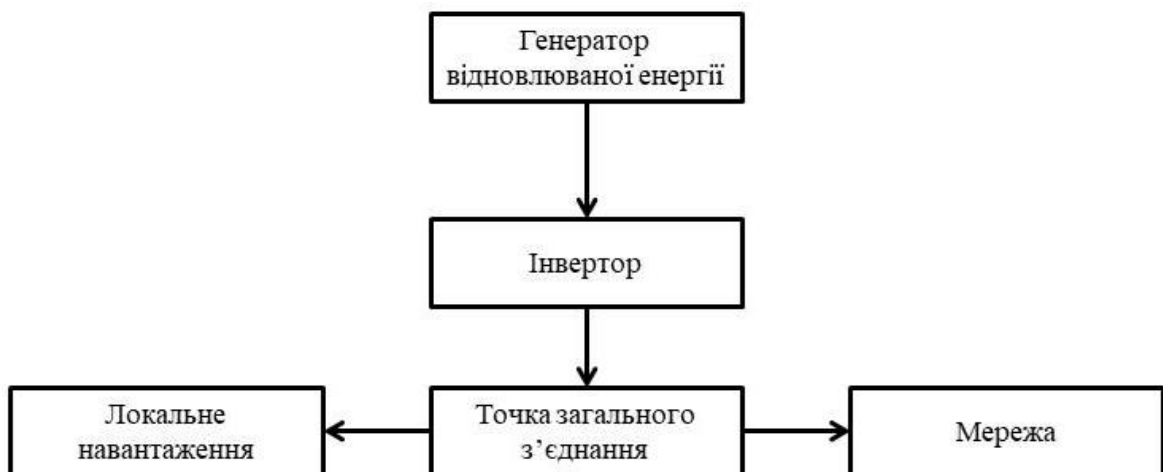 Генератор
відновлюваної енергії
Інвертор
Локальне
навантаження
Точка загального
з’єднання
Мережа